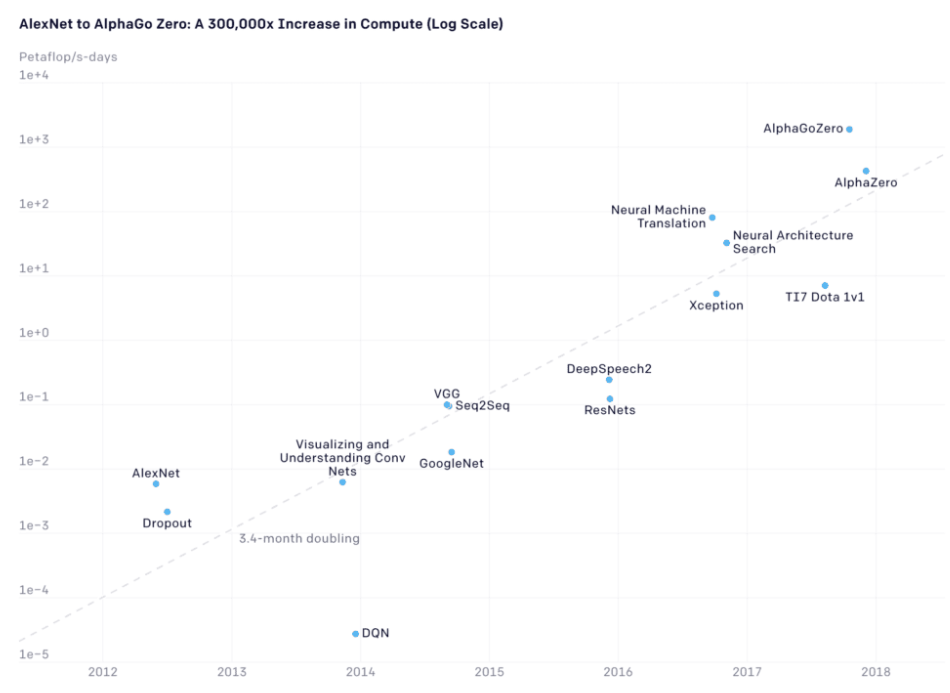 AlexNet to AlphaGo Zero: A 300,000x Increase in Compute (Log Scale)
Petaflop/s-days
1e+4
AlphaGoZero
1e+3
AlphaZero
1e+2
Neural Machine
Translation
Neural Architecture
Search
1e+1
TI7 Dota 1v1
Xception
1e+0
DeepSpeech2
1e-1
VGG
Seq2Seq
ResNets
Visualizing and
Understanding Conv
Nets
1e-2
GoogleNet
AlexNet
Dropout
1e-3
3.4-month doubling
1e-4
DQN
1e-5
2012
2013
2014
2015
2016
2017
2018